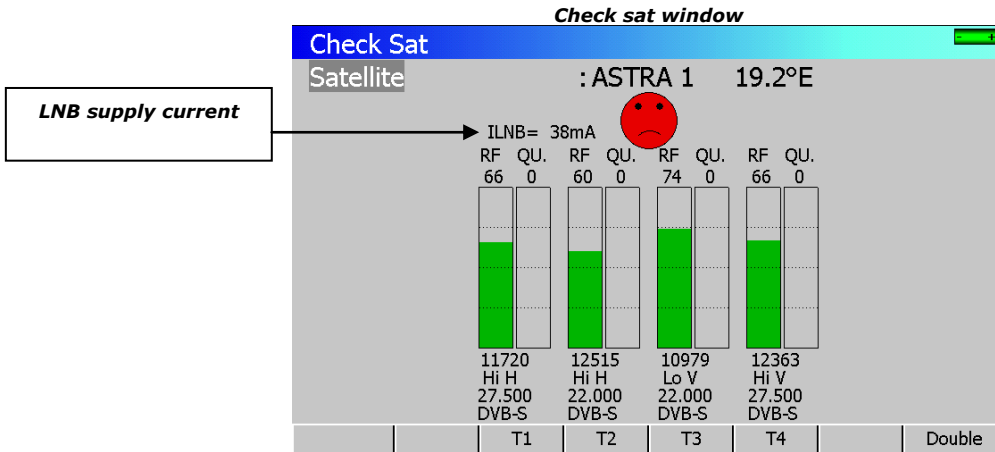 Check sat window
Check Sat
Satellite : ASTRA 1 19.2°E
LNB supply current
ILNB= 38mA
RF QU. RF QU. RF QU. RF QU.
66 0 60 0 74 0 66 0
11720 12515 10979 12363
Hi H Hi H Lo V Hi V
27.500 22.000 22.000 27.500
DVB-S DVB-S DVB-S DVB-S
T1 T2 T3 T4 Double